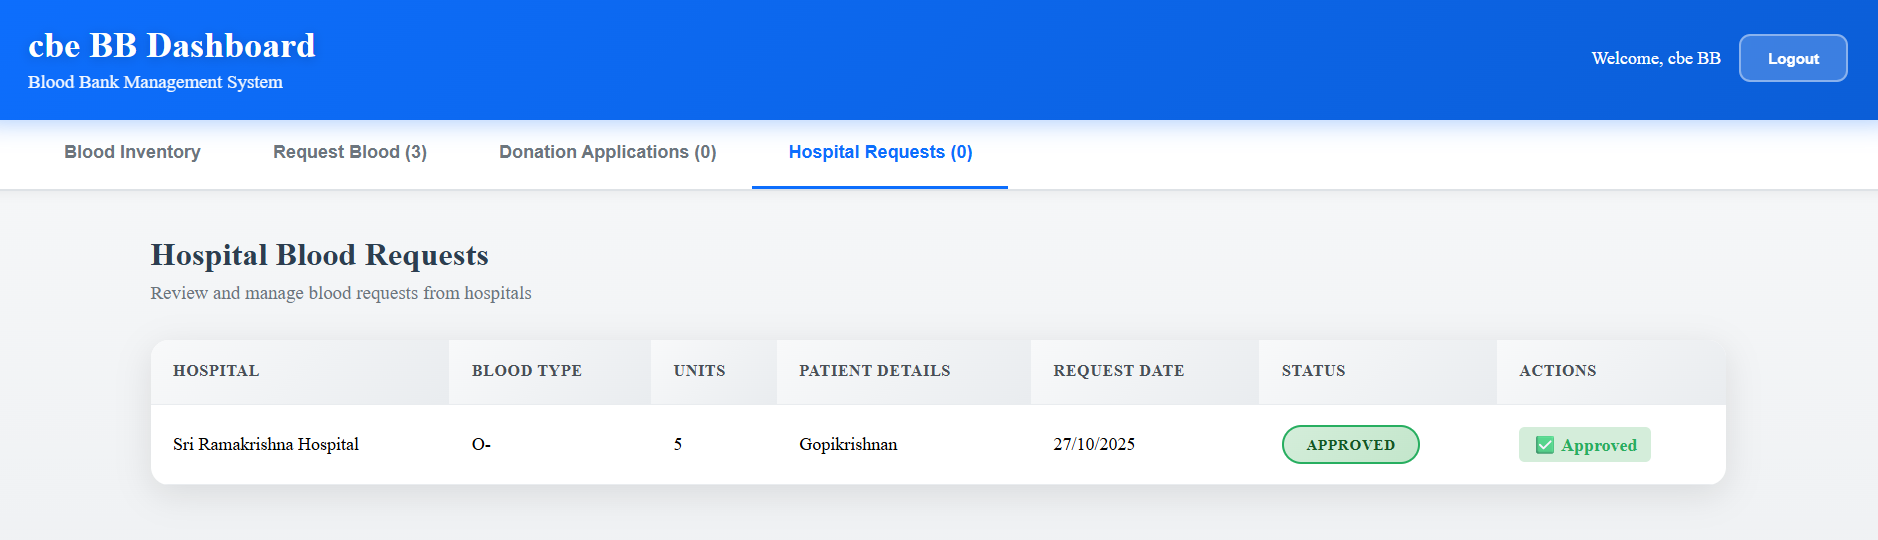 cbe BB Dashboard
Blood Bank Management System
Welcome, cbe BB
Logout
Blood Inventory
Request Blood (3)
Donation Applications (0)
Hospital Requests (0)
Hospital Blood Requests
Review and manage blood requests from hospitals
HOSPITAL BLOOD TYPE UNITS PATIENT DETAILS REQUEST DATE STATUS ACTIONS
Sri Ramakrishna Hospital O- 5 Gopikrishnan 27/10/2025 APPROVED ✅ Approved